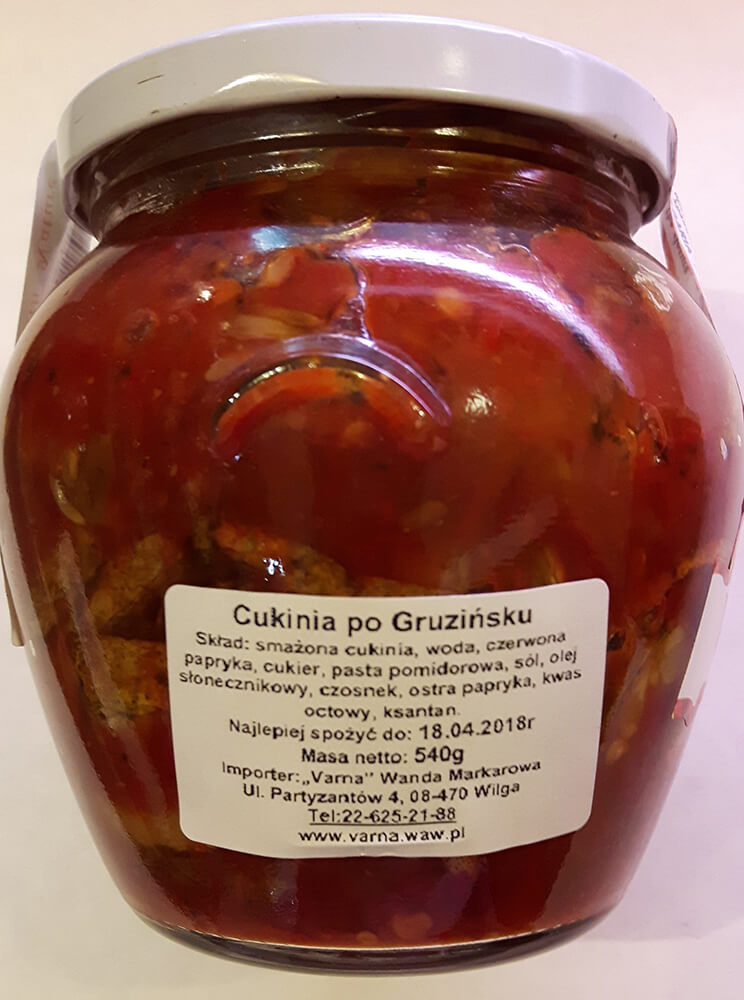 Cukinia po Gruzińsku
Skład: smażona cukinia, woda, czerwona
papryka, cukier, pasta pomidorowa, sól, olej
słonecznikowy, czosnek, ostra papryka, kwas
octowy, ksantan.
Najlepiej spożyć do: 18.04.2018r
Masa netto: 540g
Importer:„Varna" Wanda Markarowa
Ul. Partyzantów 4, 08-470 Wilga
Tel:22-625-21-88
www.varna.waw.pl